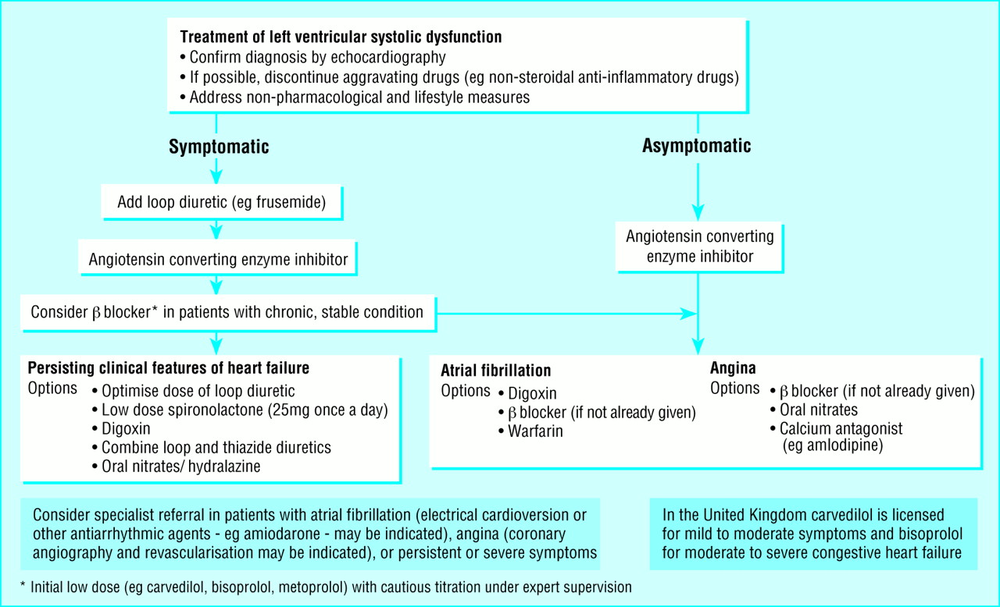 Treatment of left ventricular systolic dysfunction
• Confirm diagnosis by echocardiography
• If possible, discontinue aggravating drugs (eg non-steroidal anti-inflammatory drugs)
• Address non-pharmacological and lifestyle measures
Symptomatic
Asymptomatic
Add loop diuretic (eg frusemide)
Angiotensin converting enzyme inhibitor
Angiotensin converting
enzyme inhibitor
Consider β blocker* in patients with chronic, stable condition
Persisting clinical features of heart failure
Options
• Optimise dose of loop diuretic
• Low dose spironolactone (25mg once a day)
• Digoxin
• Combine loop and thiazide diuretics
• Oral nitrates/ hydralazine
Atrial fibrillation
Options
• Digoxin
• β blocker (if not already given)
• Warfarin
Angina
Options
• β blocker (if not already given)
• Oral nitrates
• Calcium antagonist
(eg amlodipine)
Consider specialist referral in patients with atrial fibrillation (electrical cardioversion or
other antiarrhythmic agents - eg amiodarone - may be indicated), angina (coronary
angiography and revascularisation may be indicated), or persistent or severe symptoms
In the United Kingdom carvedilol is licensed
for mild to moderate symptoms and bisoprolol
for moderate to severe congestive heart failure
* Initial low dose (eg carvedilol, bisoprolol, metoprolol) with cautious titration under expert supervision